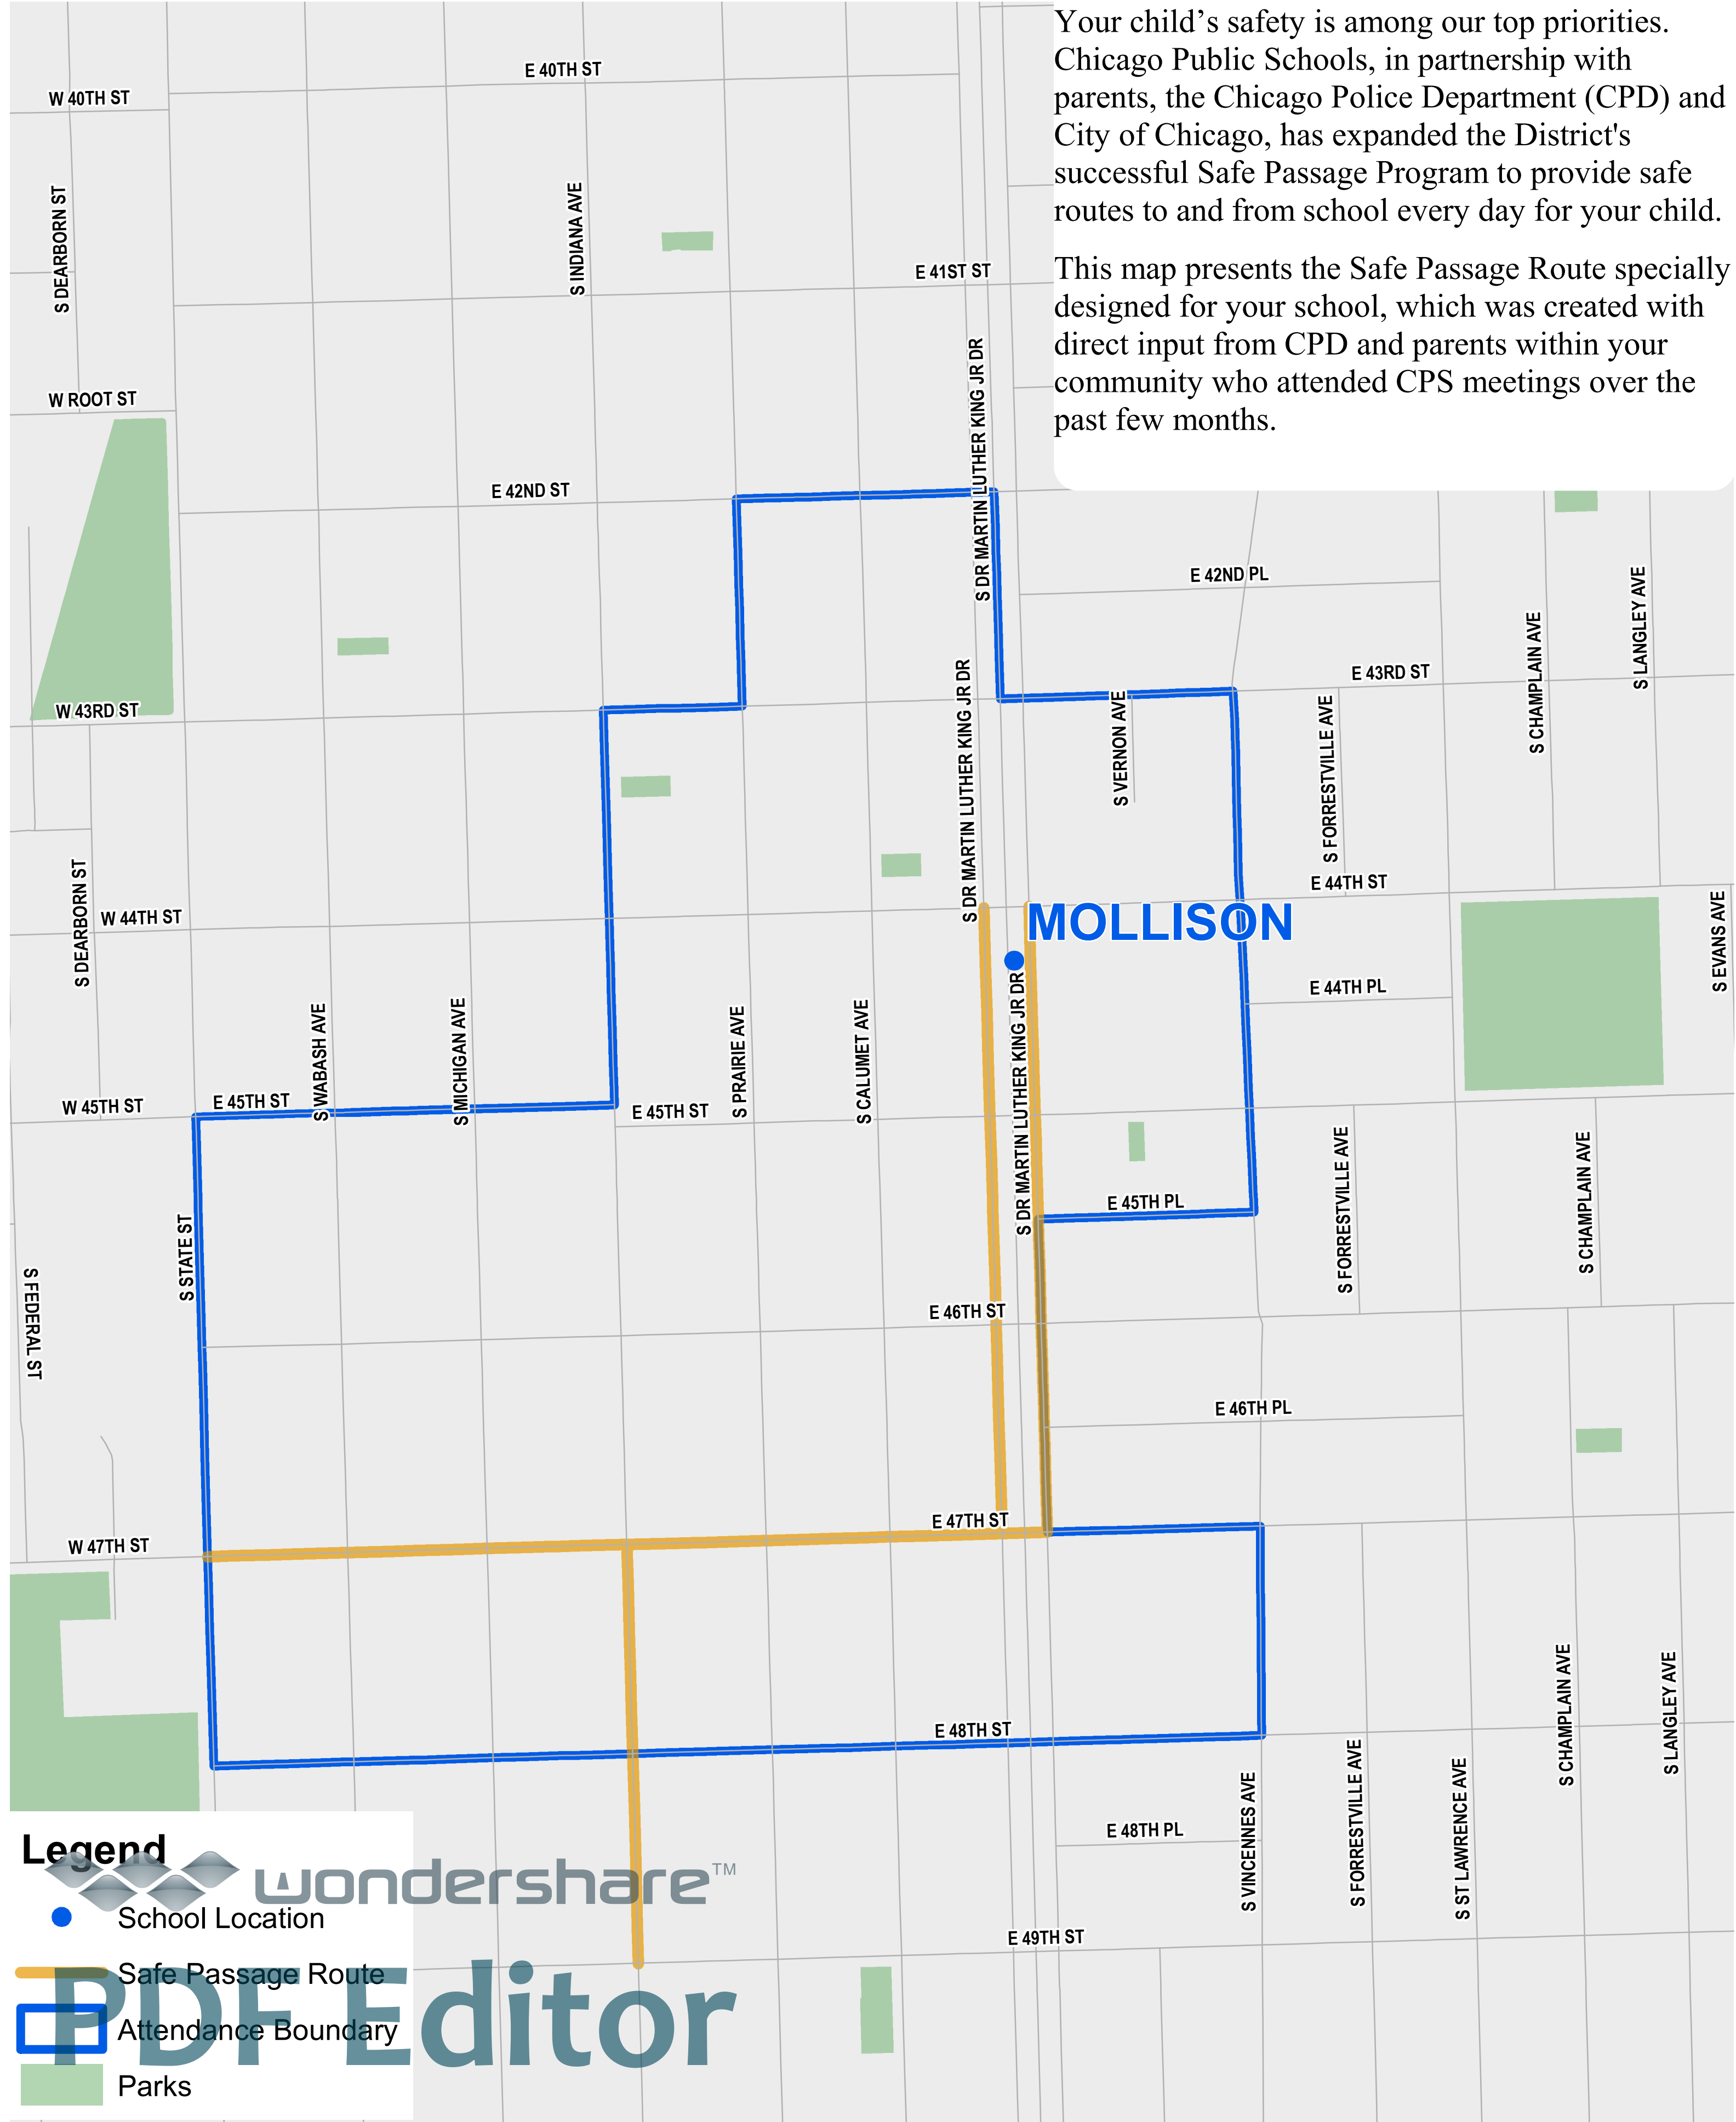 Your child’s safety is among our top priorities.
Chicago Public Schools, in partnership with
parents, the Chicago Police Department (CPD) and
City of Chicago, has expanded the District's
successful Safe Passage Program to provide safe
routes to and from school every day for your child.
This map presents the Safe Passage Route specially
designed for your school, which was created with
direct input from CPD and parents within your
community who attended CPS meetings over the
past few months.
E 40TH ST
W 40TH ST
S DEARBORN ST
S INDIANA AVE
E 41ST ST
W ROOT ST
S DR MARTIN LUTHER KING JR DR
E 42ND ST
E 42ND PL
S CHAMPLAIN AVE
S LANGLEY AVE
E 43RD ST
W 43RD ST
S DR MARTIN LUTHER KING JR DR
S VERNON AVE
S FORRESTVILLE AVE
E 44TH ST
S DEARBORN ST
W 44TH ST
MOLLISON
S EVANS AVE
E 44TH PL
S WABASH AVE
S MICHIGAN AVE
S PRAIRIE AVE
S CALUMET AVE
S DR MARTIN LUTHER KING JR DR
W 45TH ST
E 45TH ST
E 45TH ST
S FORRESTVILLE AVE
S CHAMPLAIN AVE
E 45TH PL
S STATE ST
S FEDERAL ST
E 46TH ST
E 46TH PL
E 47TH ST
W 47TH ST
S CHAMPLAIN AVE
S LANGLEY AVE
E 48TH ST
S VINCENNES AVE
S FORRESTVILLE AVE
S ST LAWRENCE AVE
E 48TH PL
E 49TH ST
Legend
wondershare™
School Location
Safe Passage Route
PDF Editor
Attendance Boundary
Parks